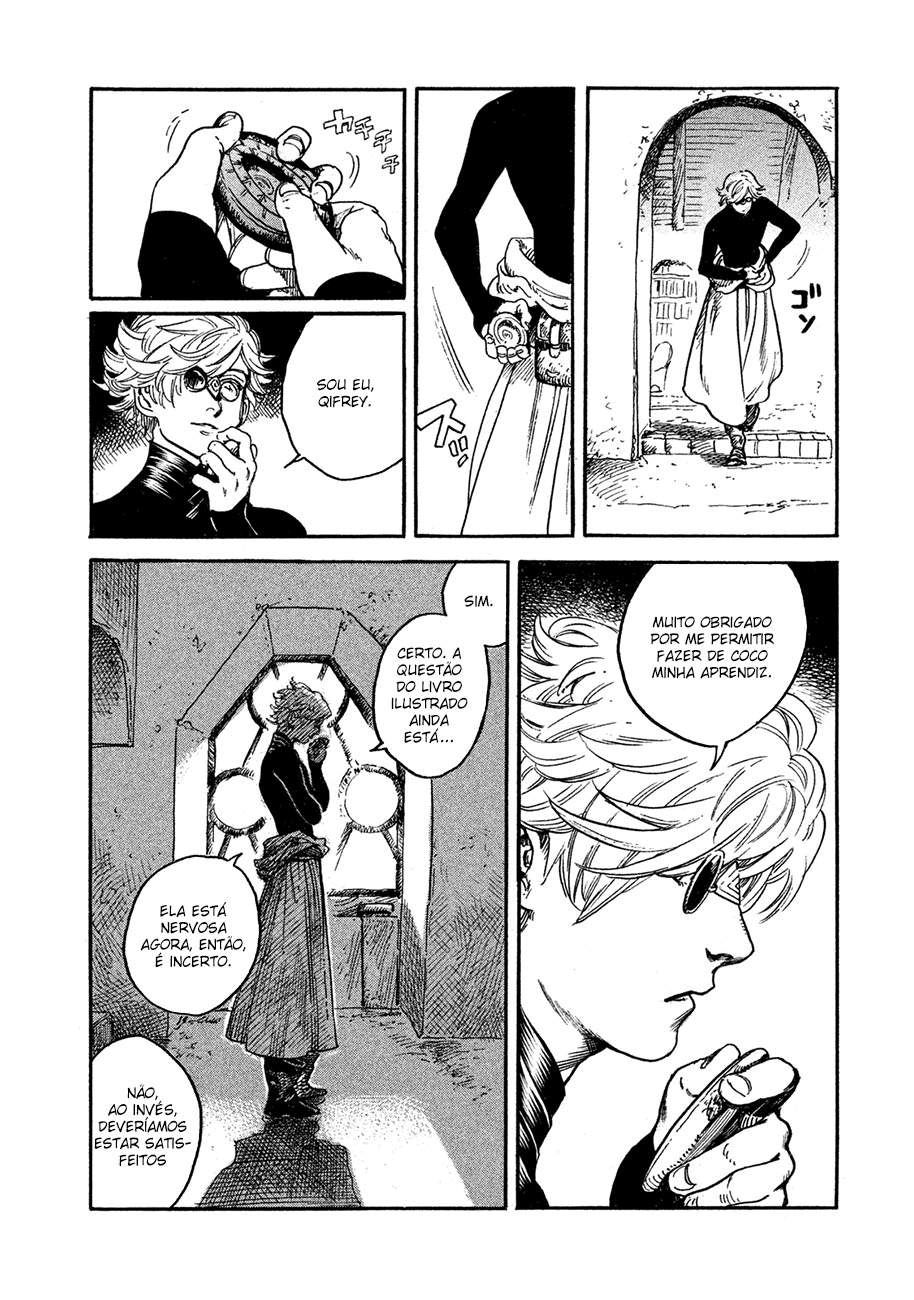 ゴソ
カチチチ
SOU EU,
QIFREY.
MUITO OBRIGADO
POR ME PERMITIR
FAZER DE COCO
MINHA APRENDIZ.
SIM.
CERTO. A
QUESTÃO
DO LIVRO
ILUSTRADO
AINDA
ESTÁ...
ELA ESTÁ
NERVOSA
AGORA, ENTÃO,
É INCERTO.
NÃO,
AO INVÉS,
DEVERÍAMOS
ESTAR SATIS-
FEITOS